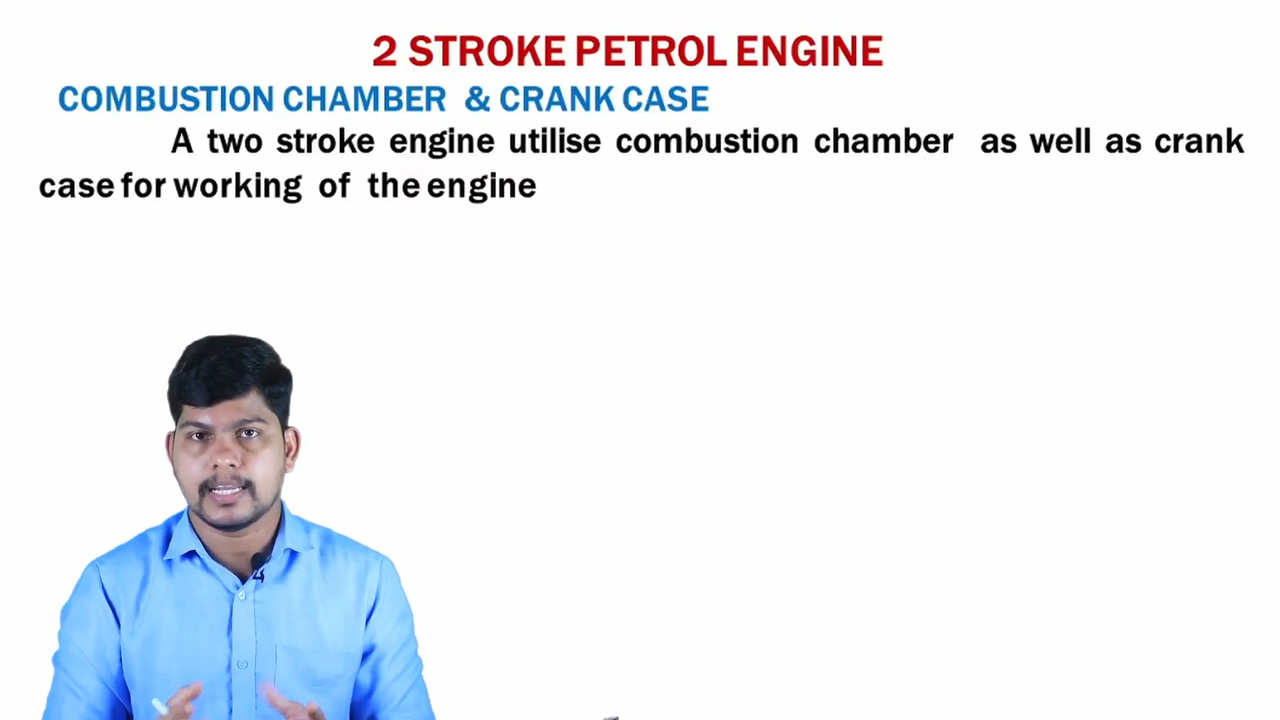 2 STROKE PETROL ENGINE
COMBUSTION CHAMBER & CRANK CASE
A two stroke engine utilise combustion chamber as well as crank
case for working of the engine